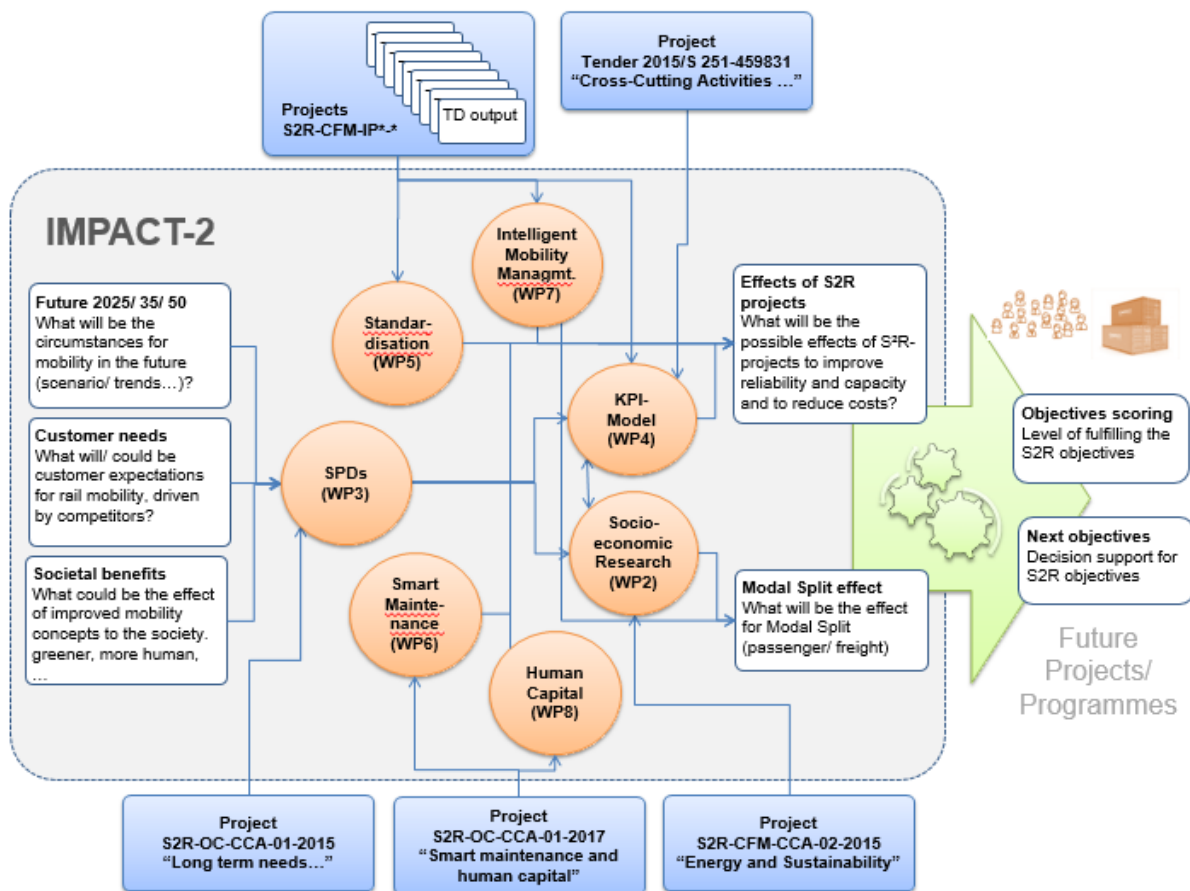 Projects
S2R-CFM-IP*-*
TD output
Project
Tender 2015/S 251-459831
“Cross-Cutting Activities …”
IMPACT-2
Future 2025/ 35/ 50
What will be the
circumstances for
mobility in the future
(scenario/ trends…)?
Customer needs
What will/ could be
customer expectations
for rail mobility, driven
by competitors?
Societal benefits
What could be the effect
of improved mobility
concepts to the society.
greener, more human,
…
Intelligent
Mobility
Managmt.
(WP7)
Standar-
disation
(WP5)
SPDs
(WP3)
KPI-
Model
(WP4)
Socio-
economic
Research
(WP2)
Smart
Mainte-
nance
(WP6)
Human
Capital
(WP8)
Effects of S2R
projects
What will be the
possible effects of S²R-
projects to improve
reliability and capacity
and to reduce costs?
Modal Split effect
What will be the effect
for Modal Split
(passenger/ freight)
Objectives scoring
Level of fulfilling the
S2R objectives
Next objectives
Decision support for
S2R objectives
Future
Projects/
Programmes
Project
S2R-OC-CCA-01-2015
“Long term needs…”
Project
S2R-OC-CCA-01-2017
“Smart maintenance and
human capital”
Project
S2R-CFM-CCA-02-2015
“Energy and Sustainability”